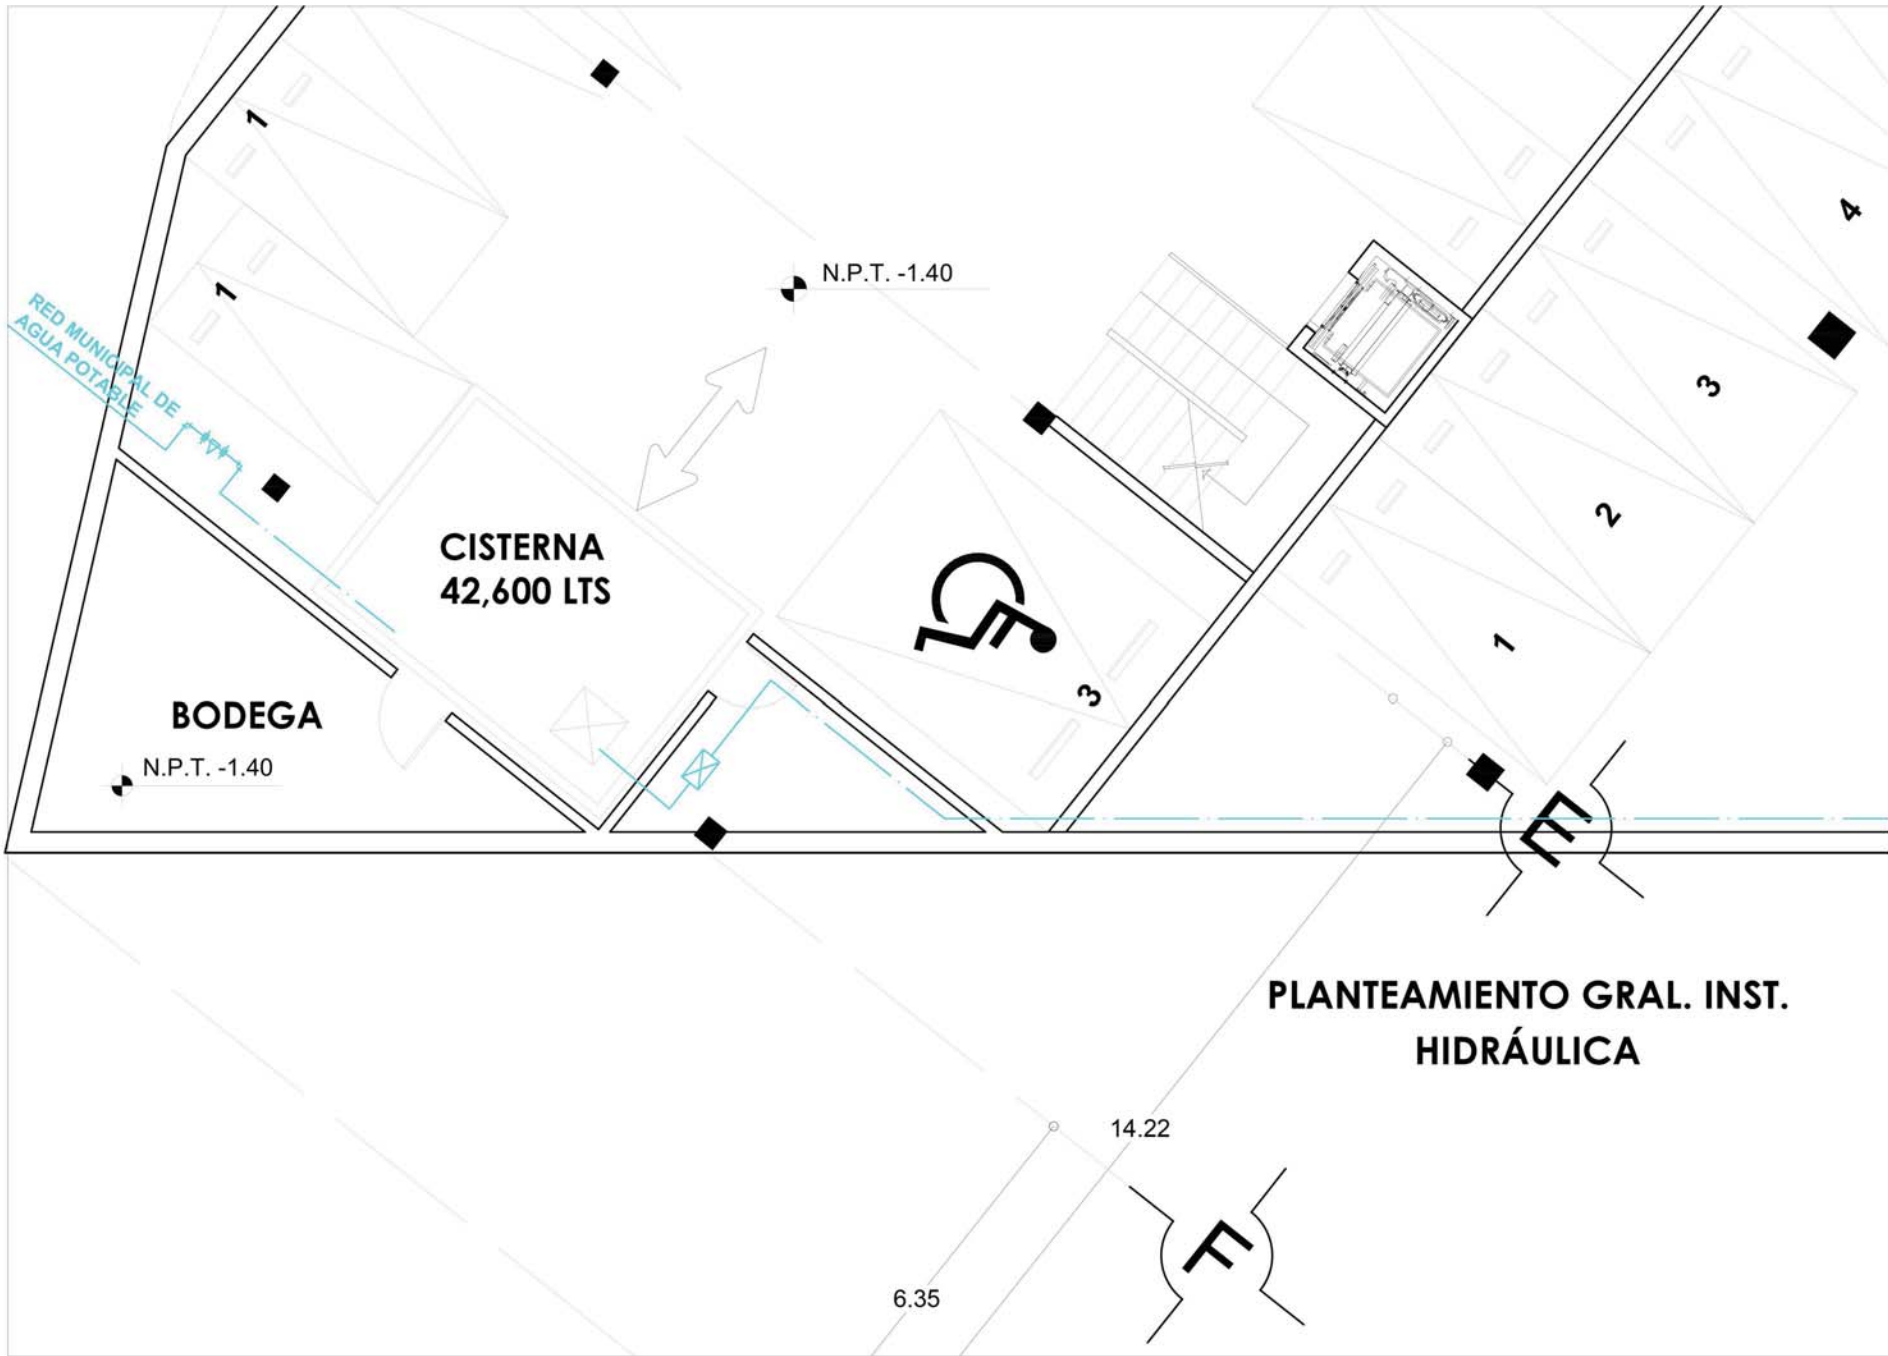 1
4
N.P.T. -1.40
1
RED MUNICIPAL DE
AGUA POTABLE
3
2
CISTERNA
42,600 LTS
1
3
BODEGA
N.P.T. -1.40
E
PLANTEAMIENTO GRAL. INST.
HIDRÁULICA
14.22
F
6.35